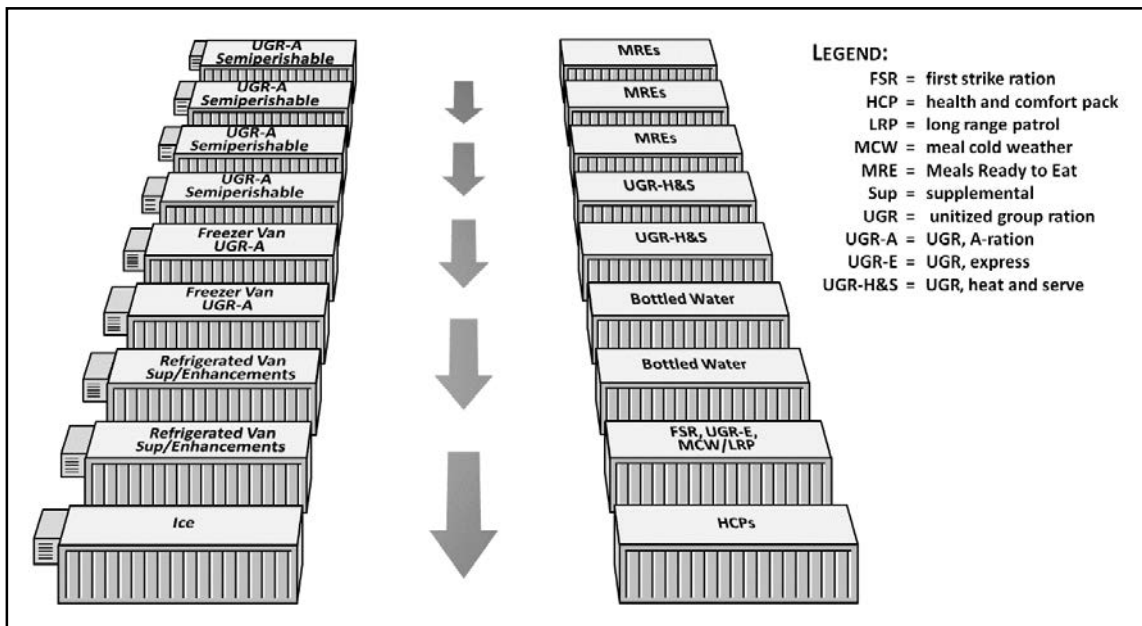 UGR-A
Semiperishable
UGR-A
Semiperishable
UGR-A
Semiperishable
UGR-A
Semiperishable
Freezer Van
UGR-A
Freezer Van
UGR-A
Refrigerated Van
Sup/Enhancements
Refrigerated Van
Sup/Enhancements
Ice
MREs
MREs
MREs
UGR-H&S
UGR-H&S
Bottled Water
Bottled Water
FSR, UGR-E,
MCW/LRP
HCPs
LEGEND:
FSR = first strike ration
HCP = health and comfort pack
LRP = long range patrol
MCW = meal cold weather
MRE = Meals Ready to Eat
Sup = supplemental
UGR = unitized group ration
UGR-A = UGR, A-ration
UGR-E = UGR, express
UGR-H&S = UGR, heat and serve